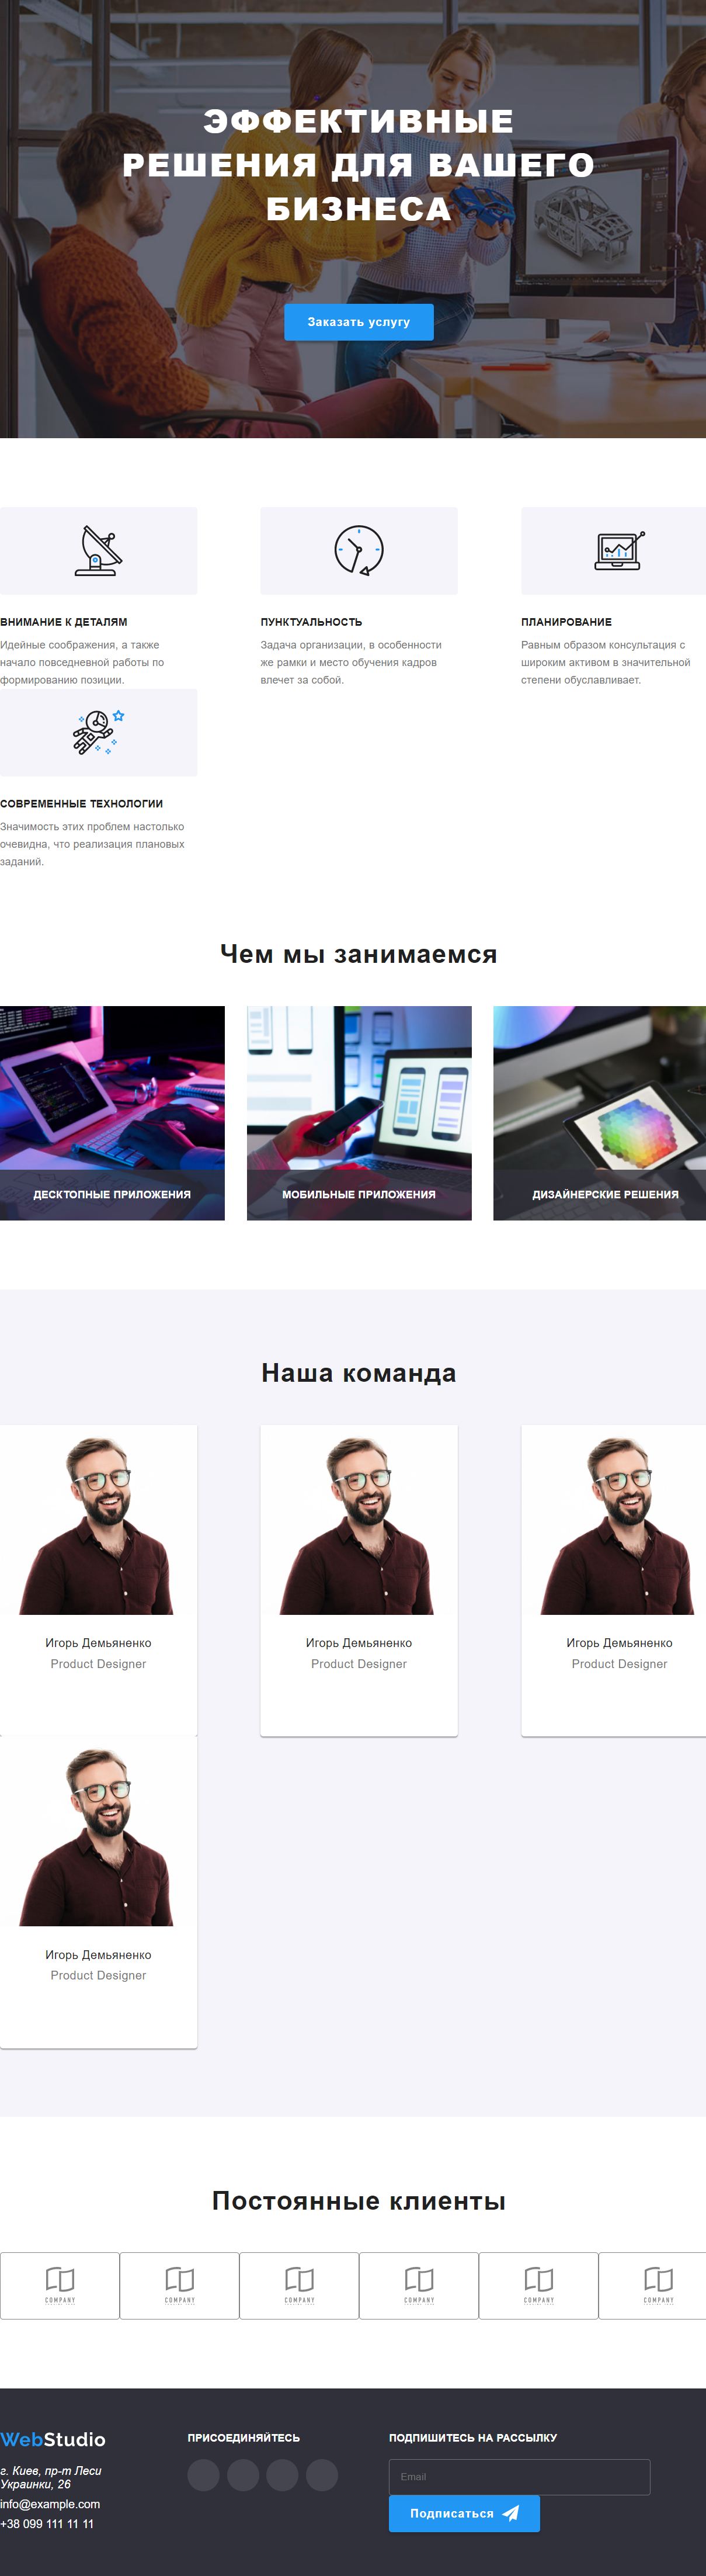 ЭФФЕКТИВНЫЕ
РЕШЕНИЯ ДЛЯ ВАШЕГО
БИЗНЕСА
Заказать услугу
ВНИМАНИЕ К ДЕТАЛЯМ
Идейные соображения, а также
начало повседневной работы по
формированию позиции.
ПУНКТУАЛЬНОСТЬ
Задача организации, в особенности
же рамки и место обучения кадров
влечет за собой.
ПЛАНИРОВАНИЕ
Равным образом консультация с
широким активом в значительной
степени обуславливает.
СОВРЕМЕННЫЕ ТЕХНОЛОГИИ
Значимость этих проблем настолько
очевидна, что реализация плановых
заданий.
Чем мы занимаемся
ДЕСКТОПНЫЕ ПРИЛОЖЕНИЯ
МОБИЛЬНЫЕ ПРИЛОЖЕНИЯ
ДИЗАЙНЕРСКИЕ РЕШЕНИЯ
Наша команда
Игорь Демьяненко
Product Designer
Игорь Демьяненко
Product Designer
Игорь Демьяненко
Product Designer
Игорь Демьяненко
Product Designer
Постоянные клиенты
COMPANY
COMPANY
COMPANY
COMPANY
COMPANY
COMPANY
WebStudio
г. Киев, пр-т Леси
Украинки, 26
info@example.com
+38 099 111 11 11
ПРИСОЕДИНЯЙТЕСЬ
ПОДПИШИТЕСЬ НА РАССЫЛКУ
Email
Подписаться